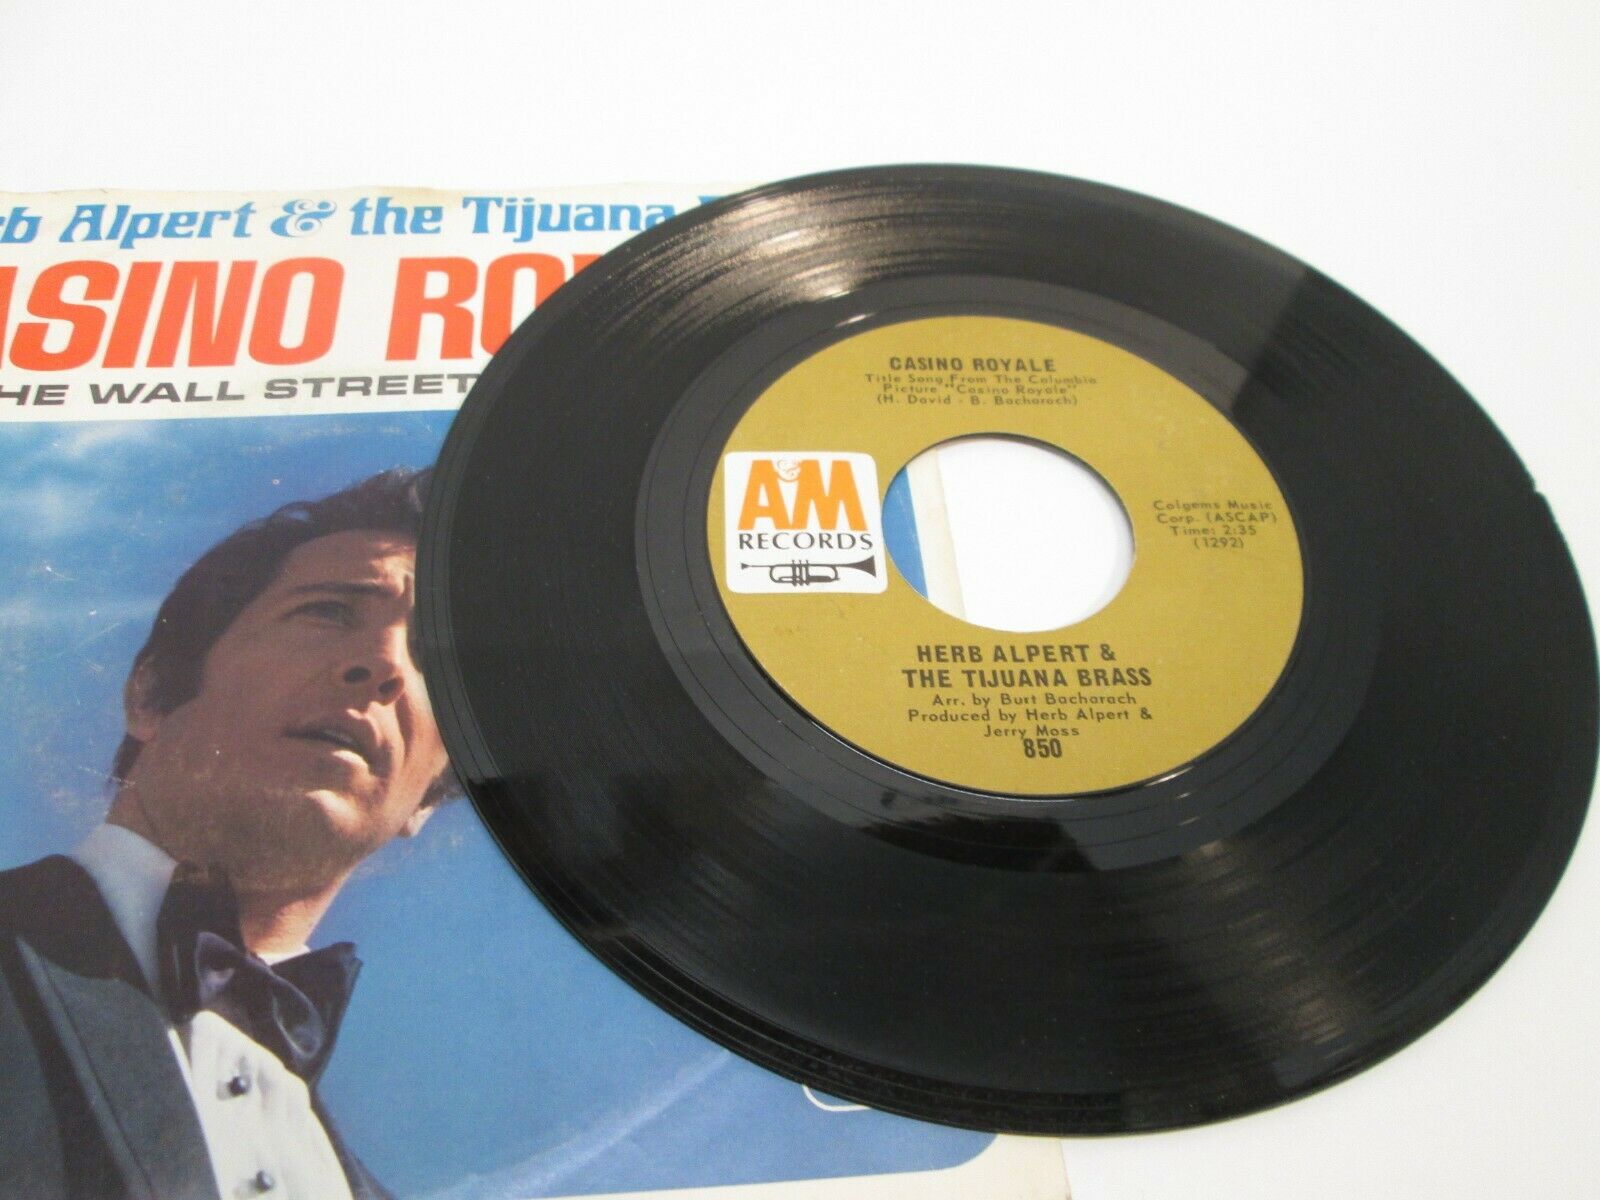 rb Alpert & the Tijuana
ASINO RO
HE WALL STREET
CASINO ROYALE
Title Song From The Columbia
Picture "Casino Royale"
(H. David - B. Bacharach)
A&M
RECORDS
Colgems Music
Corp. (ASCAP)
Time: 2:35
(1292)
HERB ALPERT &
THE TIJUANA BRASS
Arr. by Burt Bacharach
Produced by Herb Alpert &
Jerry Moss
850